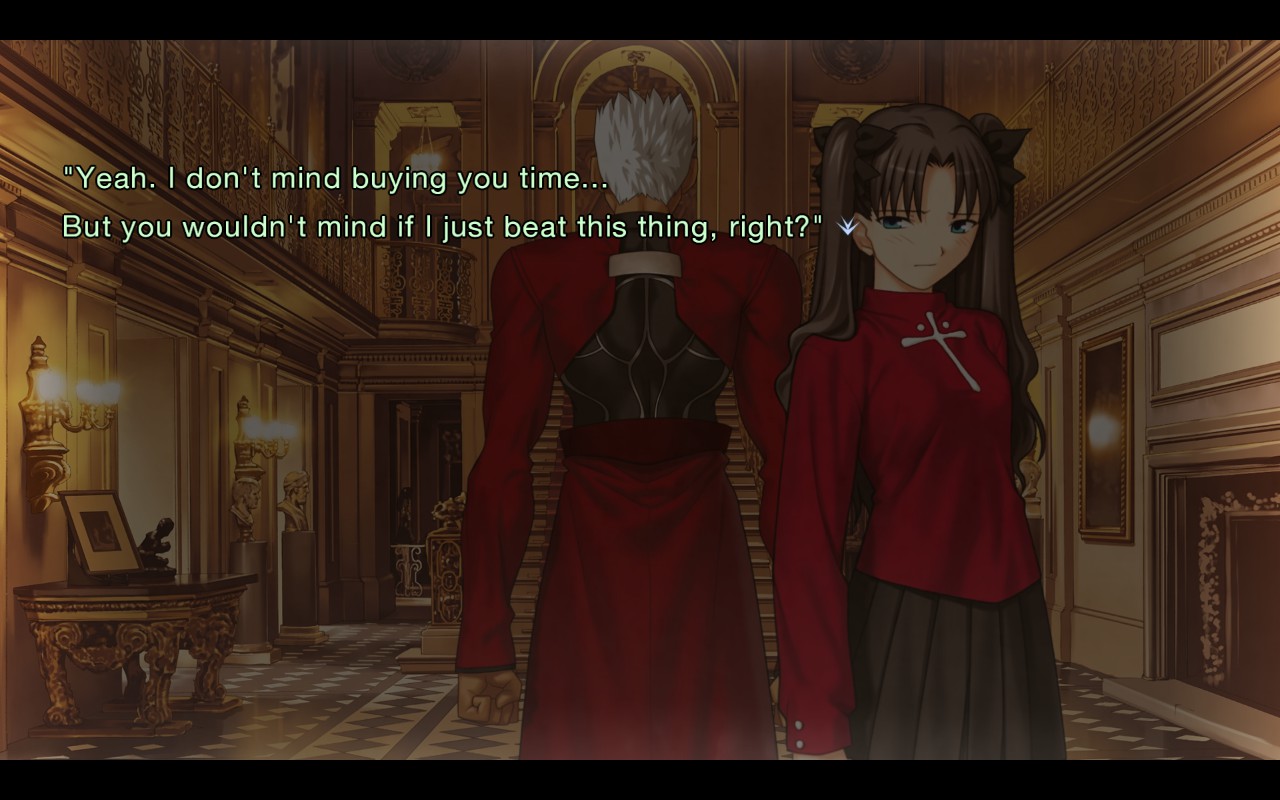 "Yeah. I don't mind buying you time...
But you wouldn't mind if I just beat this thing, right?"